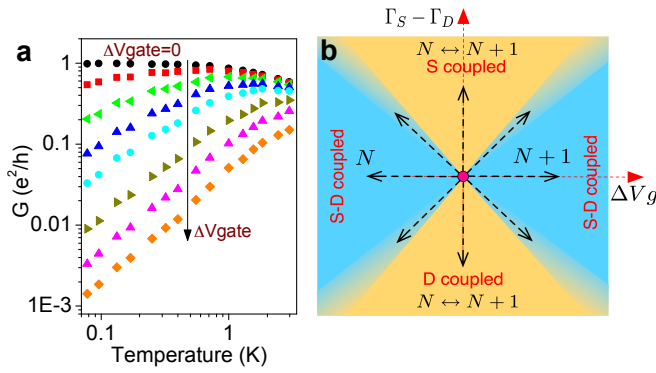 a
ΔVgate=0
1
0.1
0.01
1E-3
G (e²/h)
ΔVgate
0.1
1
Temperature (K)
b
Γ_S − Γ_D
N ↔ N + 1
S coupled
S-D coupled
N
N + 1
S-D coupled
ΔVg
D coupled
N ↔ N + 1